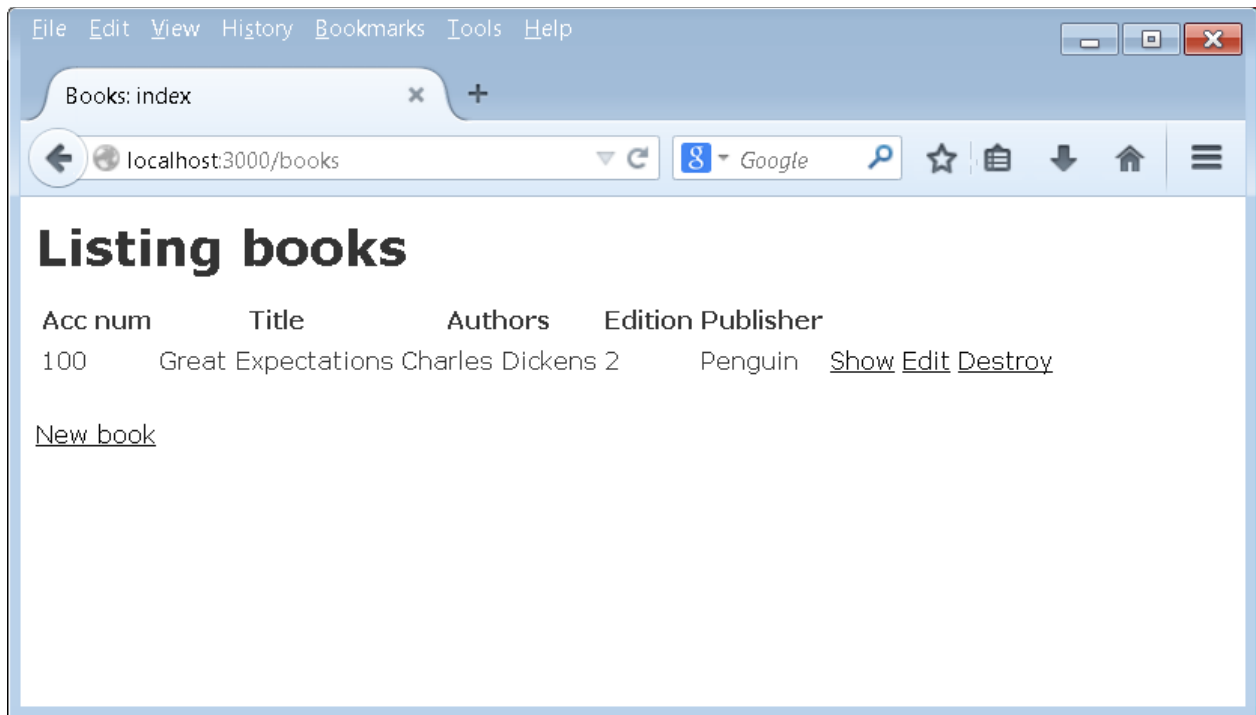 File Edit View History Bookmarks Tools Help
Books: index
localhost:3000/books
8 Google
Listing books
Acc num Title Authors Edition Publisher
100 Great Expectations Charles Dickens 2 Penguin Show Edit Destroy
New book